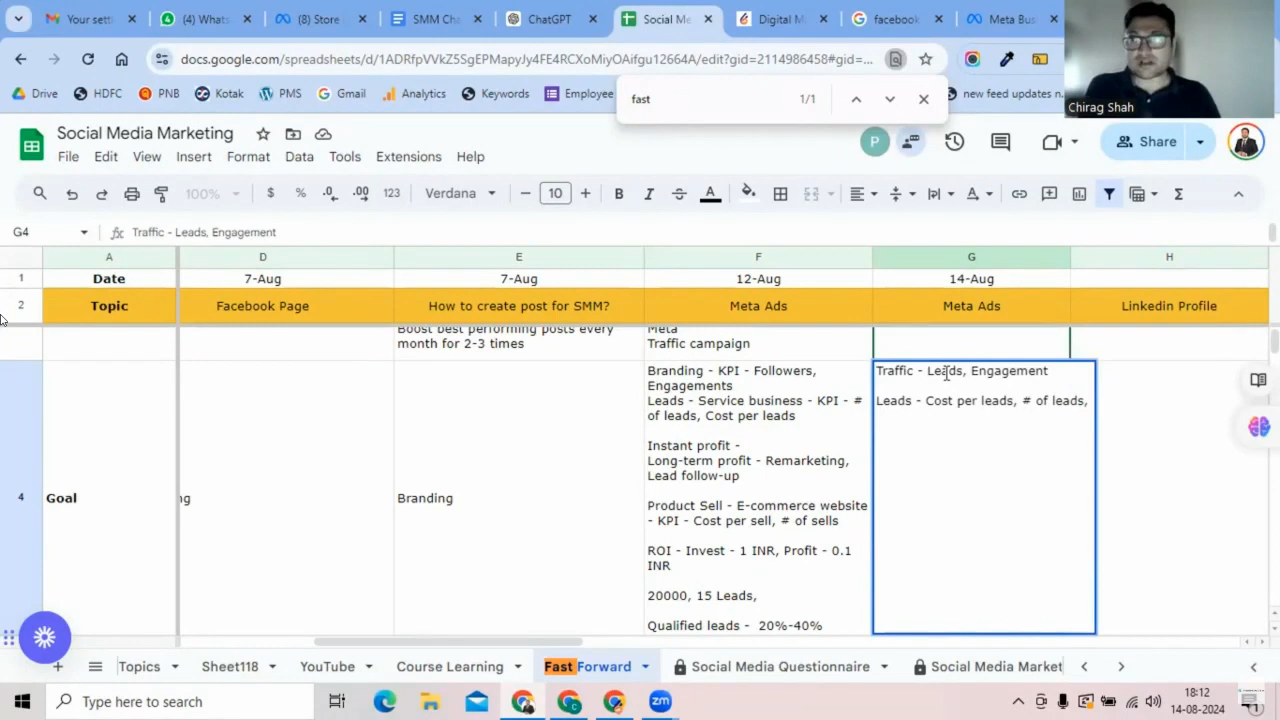 Gmail
(4) Whats
(8) Store
SMM Cha
ChatGPT
Social Me
Digital M
facebook
Meta Bus
docs.google.com/spreadsheets/d/1ADRfpVVkZ5SgEPMapyJy4FE4RCXoMiyOAifgu12664A/edit?gid=2114986458#gid=...
Drive
HDFC
PNB
Kotak
PMS
Gmail
Analytics
Keywords
Employee
new feed updates n
fast
1/1
Chirag Shah
Social Media Marketing
File Edit View Insert Format Data Tools Extensions Help
P
Share
100%
$ % .0 .00 123 Verdana 10 B I A Σ
G4
fx
Traffic - Leads, Engagement
A D E F G H
1 Date 7-Aug 7-Aug 12-Aug 14-Aug
2 Topic Facebook Page How to create post for SMM? Meta Ads Meta Ads Linkedin Profile
Boost best performing posts every
month for 2-3 times
Meta
Traffic campaign
4
Goal
ng
Branding
Branding - KPI - Followers,
Engagements
Leads - Service business - KPI - #
of leads, Cost per leads
Instant profit -
Long-term profit - Remarketing,
Lead follow-up
Product Sell - E-commerce website
- KPI - Cost per sell, # of sells
ROI - Invest - 1 INR, Profit - 0.1
INR
20000, 15 Leads,
Qualified leads - 20%-40%
Traffic - Leads, Engagement
Leads - Cost per leads, # of leads,
Topics
Sheet118
YouTube
Course Learning
Fast Forward
Social Media Questionnaire
Social Media Market
Type here to search
zm
18:12
14-08-2024